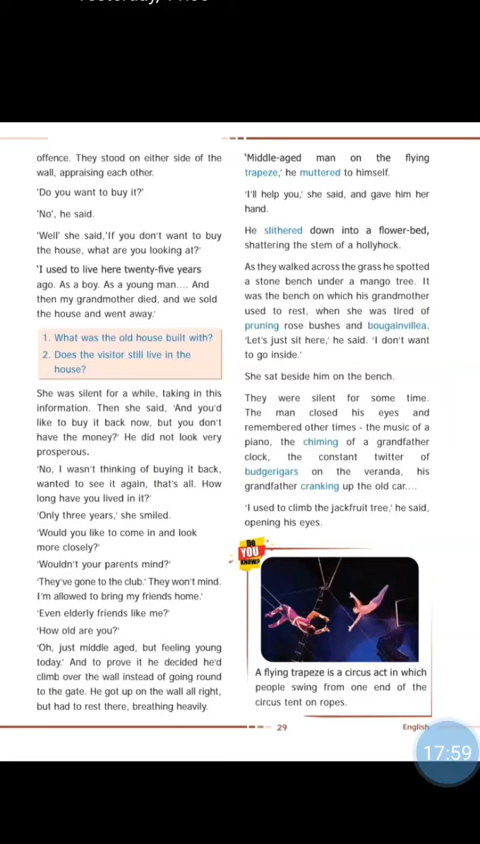 offence. They stood on either side of the
wall, appraising each other.
'Do you want to buy it?'
'No', he said.
'Well' she said,'If you don't want to buy
the house, what are you looking at?'
'I used to live here twenty-five years
ago. As a boy. As a young man.... And
then my grandmother died, and we sold
the house and went away.'
1. What was the old house built with?
2. Does the visitor still live in the
house?
She was silent for a while, taking in this
information. Then she said, 'And you'd
like to buy it back now, but you don't
have the money?' He did not look very
prosperous.
'No, I wasn't thinking of buying it back,
wanted to see it again, that's all. How
long have you lived in it?'
'Only three years,' she smiled.
'Would you like to come in and look
more closely?'
'Wouldn't your parents mind?'
'They've gone to the club.' They won't mind.
I'm allowed to bring my friends home.'
'Even elderly friends like me?'
'How old are you?'
'Oh, just middle aged, but feeling young
today.' And to prove it he decided he'd
climb over the wall instead of going round
to the gate. He got up on the wall all right,
but had to rest there, breathing heavily.
'Middle-aged man on the flying
trapeze,' he muttered to himself.
'I'll help you,' she said, and gave him her
hand.
He slithered down into a flower-bed,
shattering the stem of a hollyhock.
As they walked across the grass he spotted
a stone bench under a mango tree. It
was the bench on which his grandmother
used to rest, when she was tired of
pruning rose bushes and bougainvillea.
'Let's just sit here,' he said. 'I don't want
to go inside.'
She sat beside him on the bench.
They were silent for some time.
The man closed his eyes and
remembered other times - the music of a
piano, the chiming of a grandfather
clock, the constant twitter of
budgerigars on the veranda, his
grandfather cranking up the old car....
'I used to climb the jackfruit tree,' he said,
opening his eyes.
DO
YOU
KNOW?
A flying trapeze is a circus act in which
people swing from one end of the
circus tent on ropes.
29
English
17:59